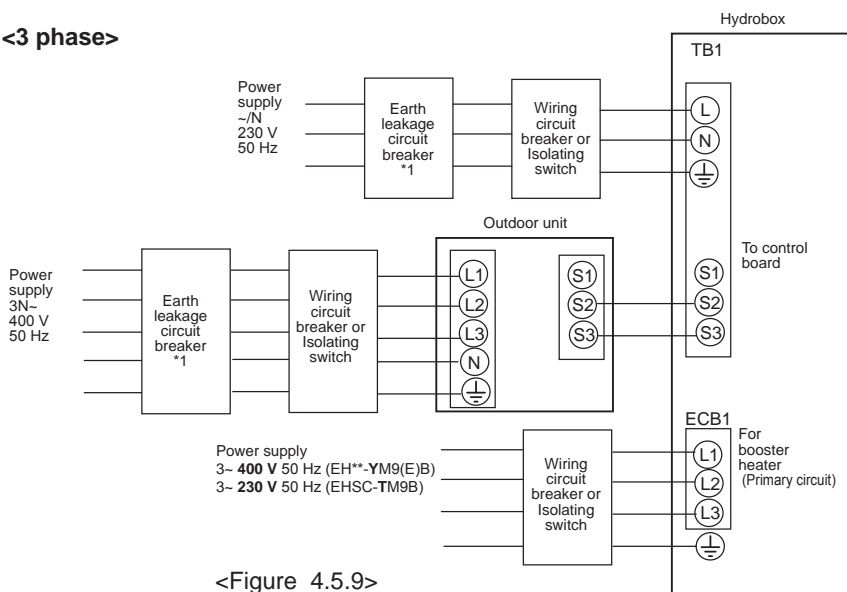 <3 phase>
Hydrobox
TB1
Power
supply
~/N
230 V
50 Hz
Earth
leakage
circuit
breaker
*1
Wiring
circuit
breaker or
Isolating
switch
L
N
Outdoor unit
Power
supply
3N~
400 V
50 Hz
Earth
leakage
circuit
breaker
*1
Wiring
circuit
breaker or
Isolating
switch
L1
L2
L3
N
S1
S2
S3
S1
S2
S3
To control
board
Power supply
3~ 400 V 50 Hz (EH**-YM9(E)B)
3~ 230 V 50 Hz (EHSC-TM9B)
Wiring
circuit
breaker or
Isolating
switch
ECB1
L1
L2
L3
For
booster
heater
(Primary circuit)
<Figure 4.5.9>